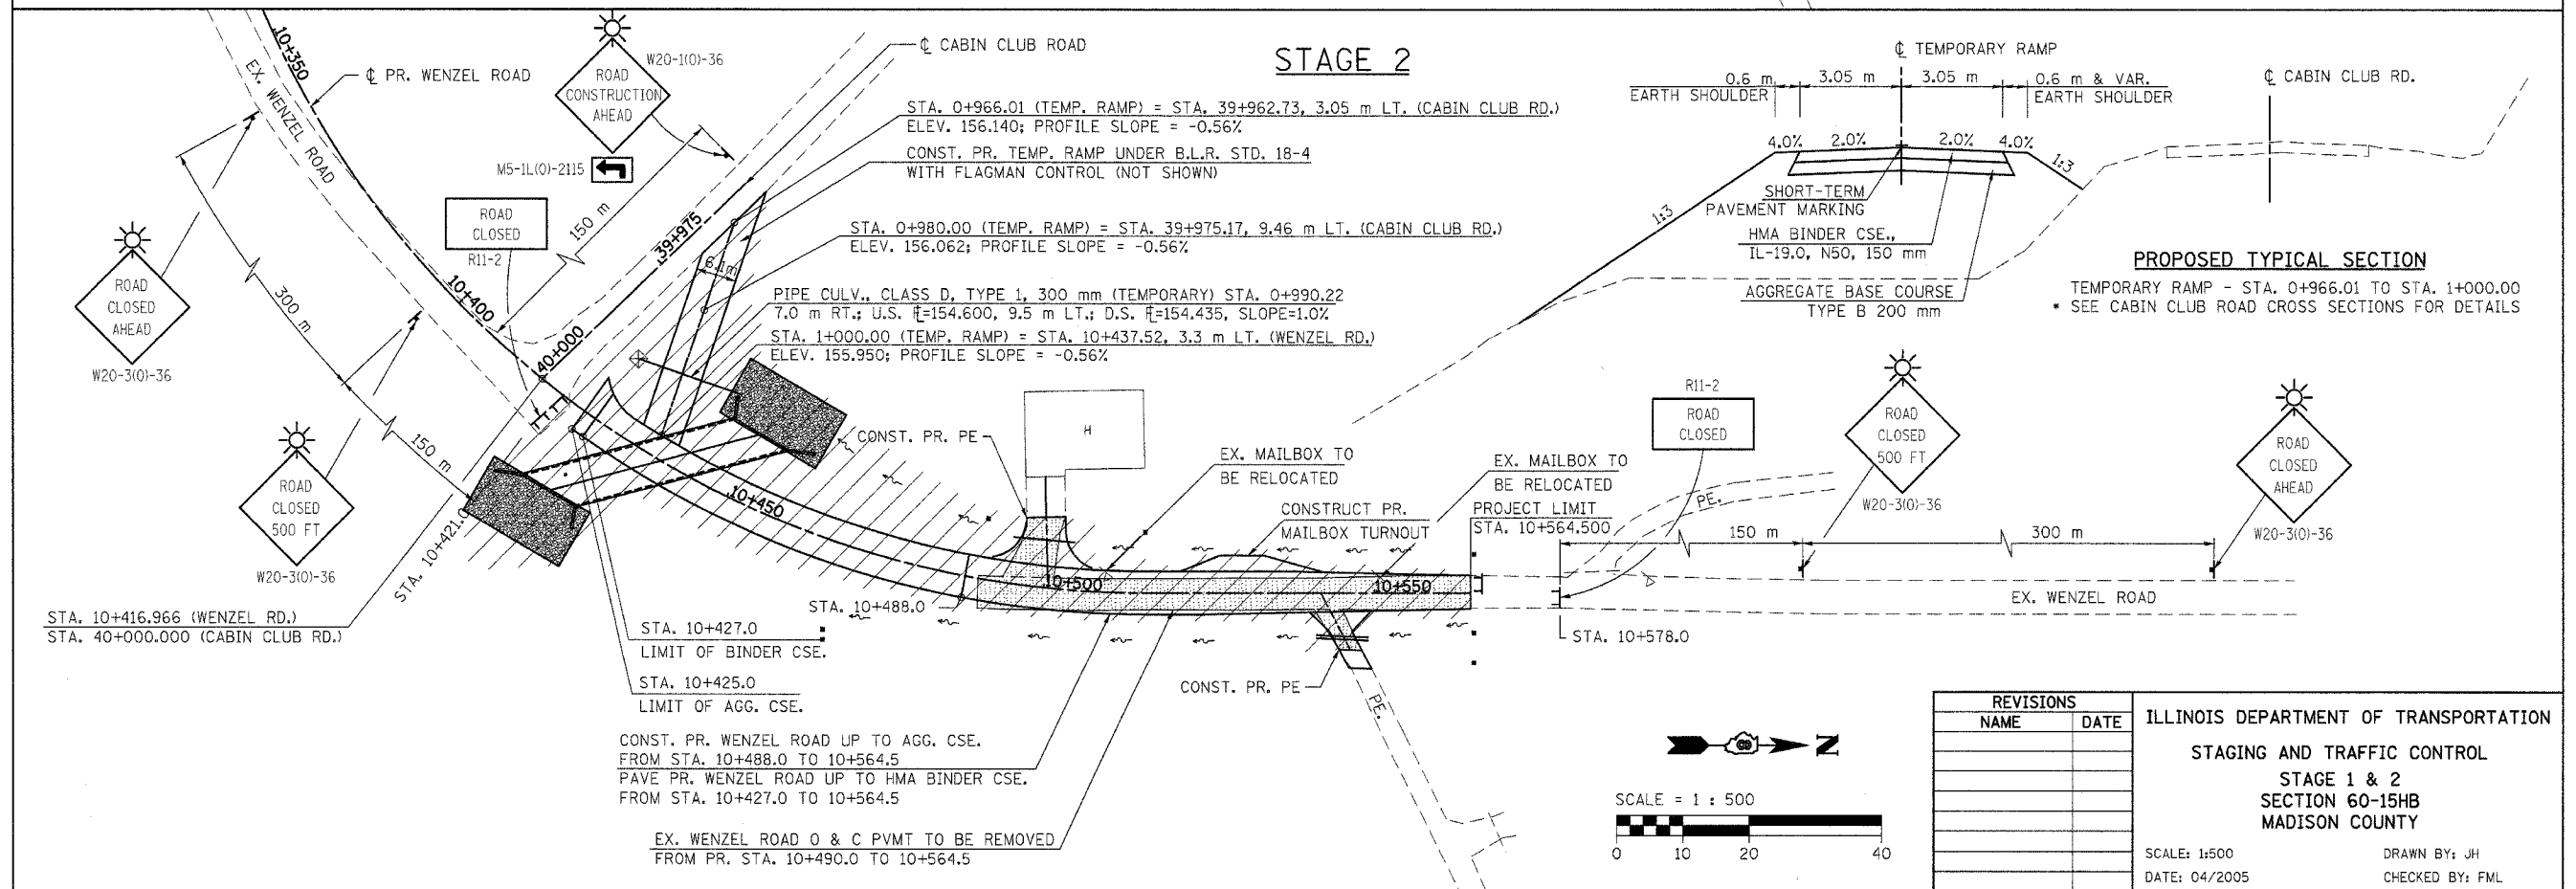 STAGE 2
10+350
℄ PR. WENZEL ROAD
EX. WENZEL ROAD
ROAD
CONSTRUCTION
AHEAD
W20-1(O)-36
M5-1L(O)-2115
℄ CABIN CLUB ROAD
STA. 0+966.01 (TEMP. RAMP) = STA. 39+962.73, 3.05 m LT. (CABIN CLUB RD.)
ELEV. 156.140; PROFILE SLOPE = -0.56%
CONST. PR. TEMP. RAMP UNDER B.L.R. STD. 18-4
WITH FLAGMAN CONTROL (NOT SHOWN)
STA. 0+980.00 (TEMP. RAMP) = STA. 39+975.17, 9.46 m LT. (CABIN CLUB RD.)
ELEV. 156.062; PROFILE SLOPE = -0.56%
PIPE CULV., CLASS D, TYPE 1, 300 mm (TEMPORARY) STA. 0+990.22
7.0 m RT.; U.S. ℄=154.600, 9.5 m LT.; D.S. ℄=154.435, SLOPE=1.0%
STA. 1+000.00 (TEMP. RAMP) = STA. 10+437.52, 3.3 m LT. (WENZEL RD.)
ELEV. 155.950; PROFILE SLOPE = -0.56%
150 m
39+975
6.1m
ROAD
CLOSED
R11-2
10+400
40+000
ROAD
CLOSED
AHEAD
W20-3(O)-36
300 m
150 m
ROAD
CLOSED
500 FT
W20-3(O)-36
STA. 10+421.0
STA. 10+416.966 (WENZEL RD.)
STA. 40+000.000 (CABIN CLUB RD.)
10+450
CONST. PR. PE
H
EX. MAILBOX TO
BE RELOCATED
CONSTRUCT PR.
MAILBOX TURNOUT
EX. MAILBOX TO
BE RELOCATED
PROJECT LIMIT
STA. 10+564.500
10+500
10+550
STA. 10+488.0
STA. 10+427.0
LIMIT OF BINDER CSE.
STA. 10+425.0
LIMIT OF AGG. CSE.
CONST. PR. WENZEL ROAD UP TO AGG. CSE.
FROM STA. 10+488.0 TO 10+564.5
PAVE PR. WENZEL ROAD UP TO HMA BINDER CSE.
FROM STA. 10+427.0 TO 10+564.5
EX. WENZEL ROAD O & C PVMT TO BE REMOVED
FROM PR. STA. 10+490.0 TO 10+564.5
CONST. PR. PE
PE.
PE.
R11-2
ROAD
CLOSED
ROAD
CLOSED
500 FT
W20-3(O)-36
ROAD
CLOSED
AHEAD
W20-3(O)-36
150 m
300 m
EX. WENZEL ROAD
STA. 10+578.0
℄ TEMPORARY RAMP
0.6 m
3.05 m
3.05 m
0.6 m & VAR.
EARTH SHOULDER
EARTH SHOULDER
4.0%
2.0%
2.0%
4.0%
1:3
1:3
SHORT-TERM
PAVEMENT MARKING
HMA BINDER CSE.,
IL-19.0, N50, 150 mm
AGGREGATE BASE COURSE
TYPE B 200 mm
℄ CABIN CLUB RD.
PROPOSED TYPICAL SECTION
TEMPORARY RAMP - STA. 0+966.01 TO STA. 1+000.00
* SEE CABIN CLUB ROAD CROSS SECTIONS FOR DETAILS
N
SCALE = 1 : 500
0 10 20 40
REVISIONS
NAME DATE
ILLINOIS DEPARTMENT OF TRANSPORTATION
STAGING AND TRAFFIC CONTROL
STAGE 1 & 2
SECTION 60-15HB
MADISON COUNTY
SCALE: 1:500
DRAWN BY: JH
DATE: 04/2005
CHECKED BY: FML